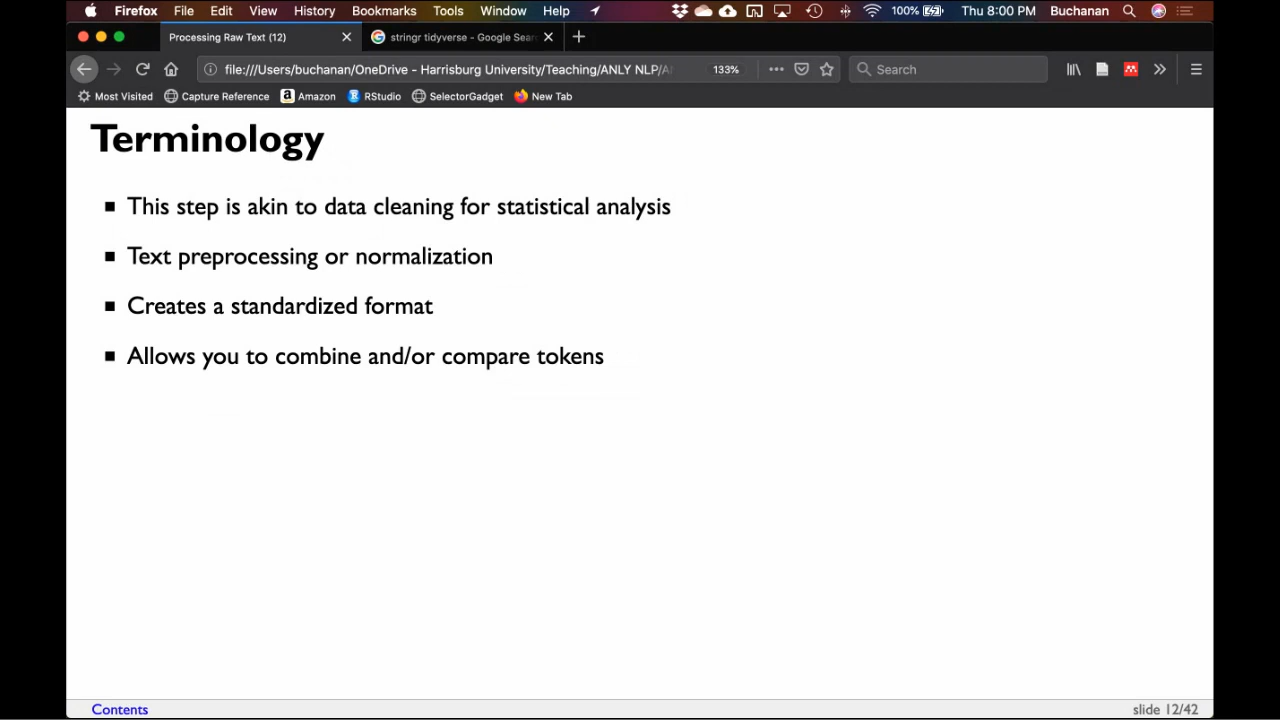 Firefox File Edit View History Bookmarks Tools Window Help 100% Thu 8:00 PM Buchanan
Processing Raw Text (12) stringr tidyverse - Google Sear
file:///Users/buchanan/OneDrive - Harrisburg University/Teaching/ANLY NLP/A 133% Search
Most Visited Capture Reference Amazon RStudio SelectorGadget New Tab
Terminology
This step is akin to data cleaning for statistical analysis
Text preprocessing or normalization
Creates a standardized format
Allows you to combine and/or compare tokens
Contents slide 12/42